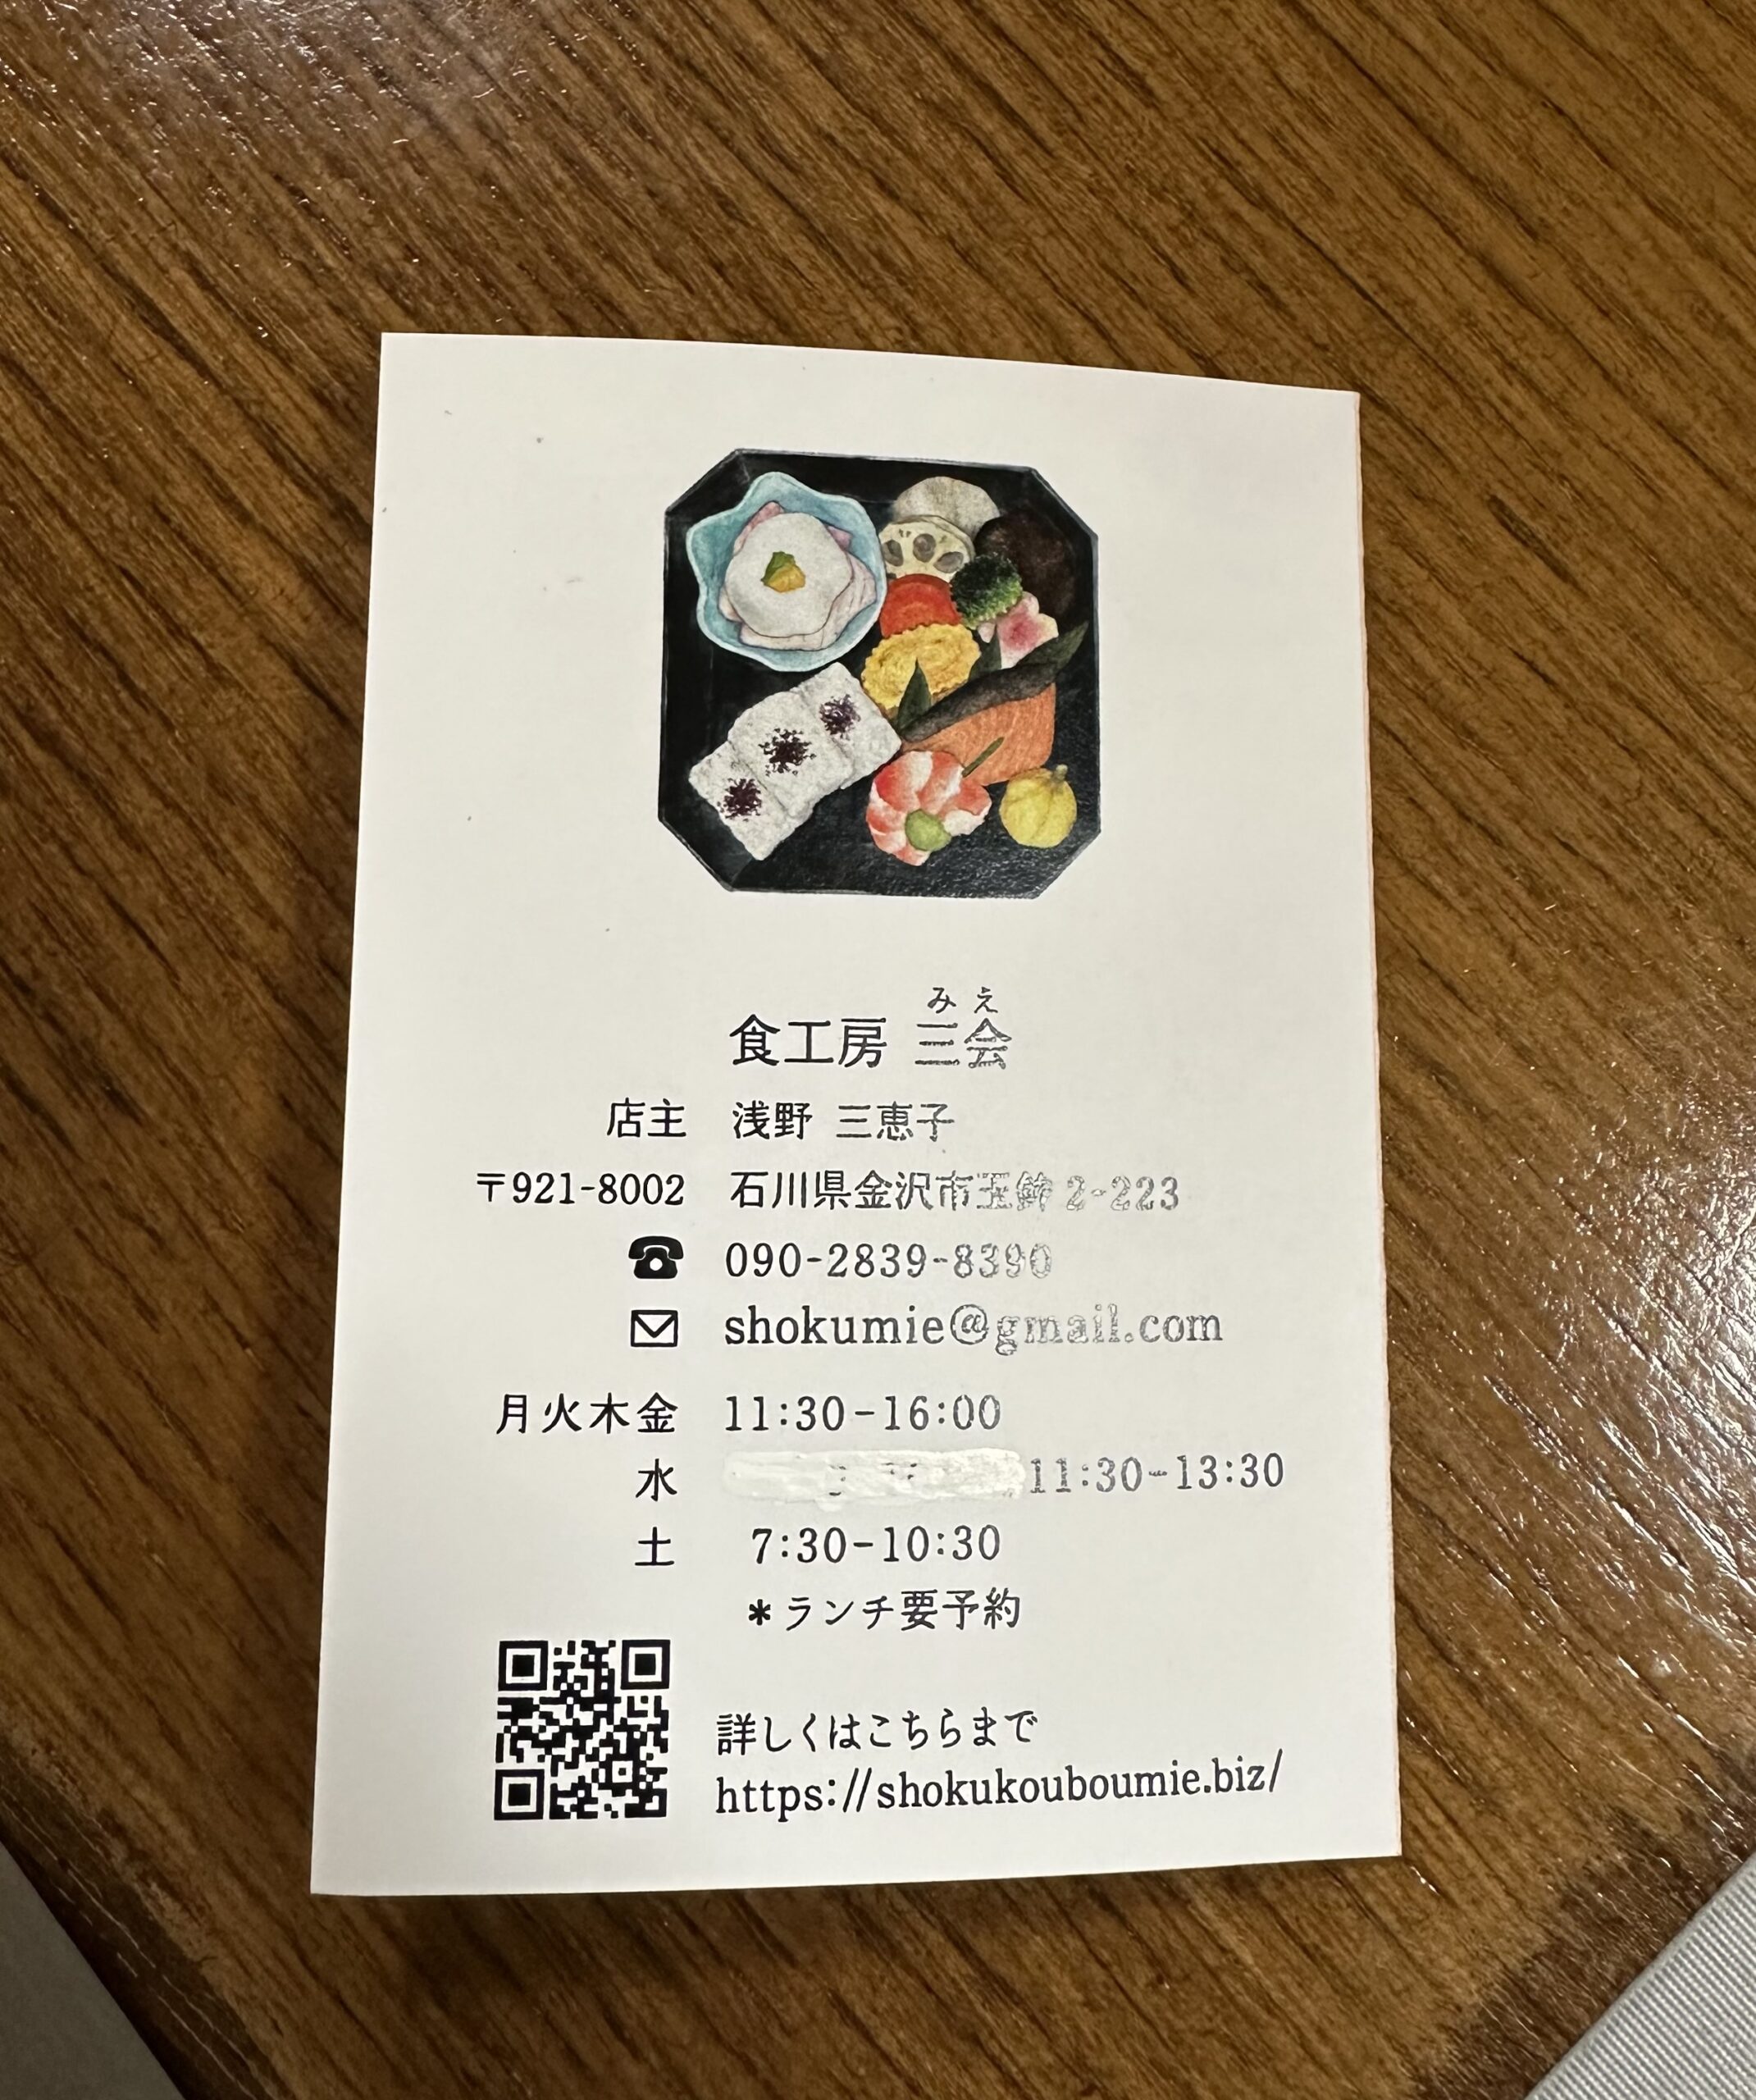 みえ
食工房 三会
店主 浅野 三恵子
〒921-8002 石川県金沢市玉鉾 2-223
090-2839-8390
shokumie@gmail.com
月火木金 11:30-16:00
水 11:30-13:30
土 7:30-10:30
*ランチ要予約
詳しくはこちらまで
https://shokukouboumie.biz/